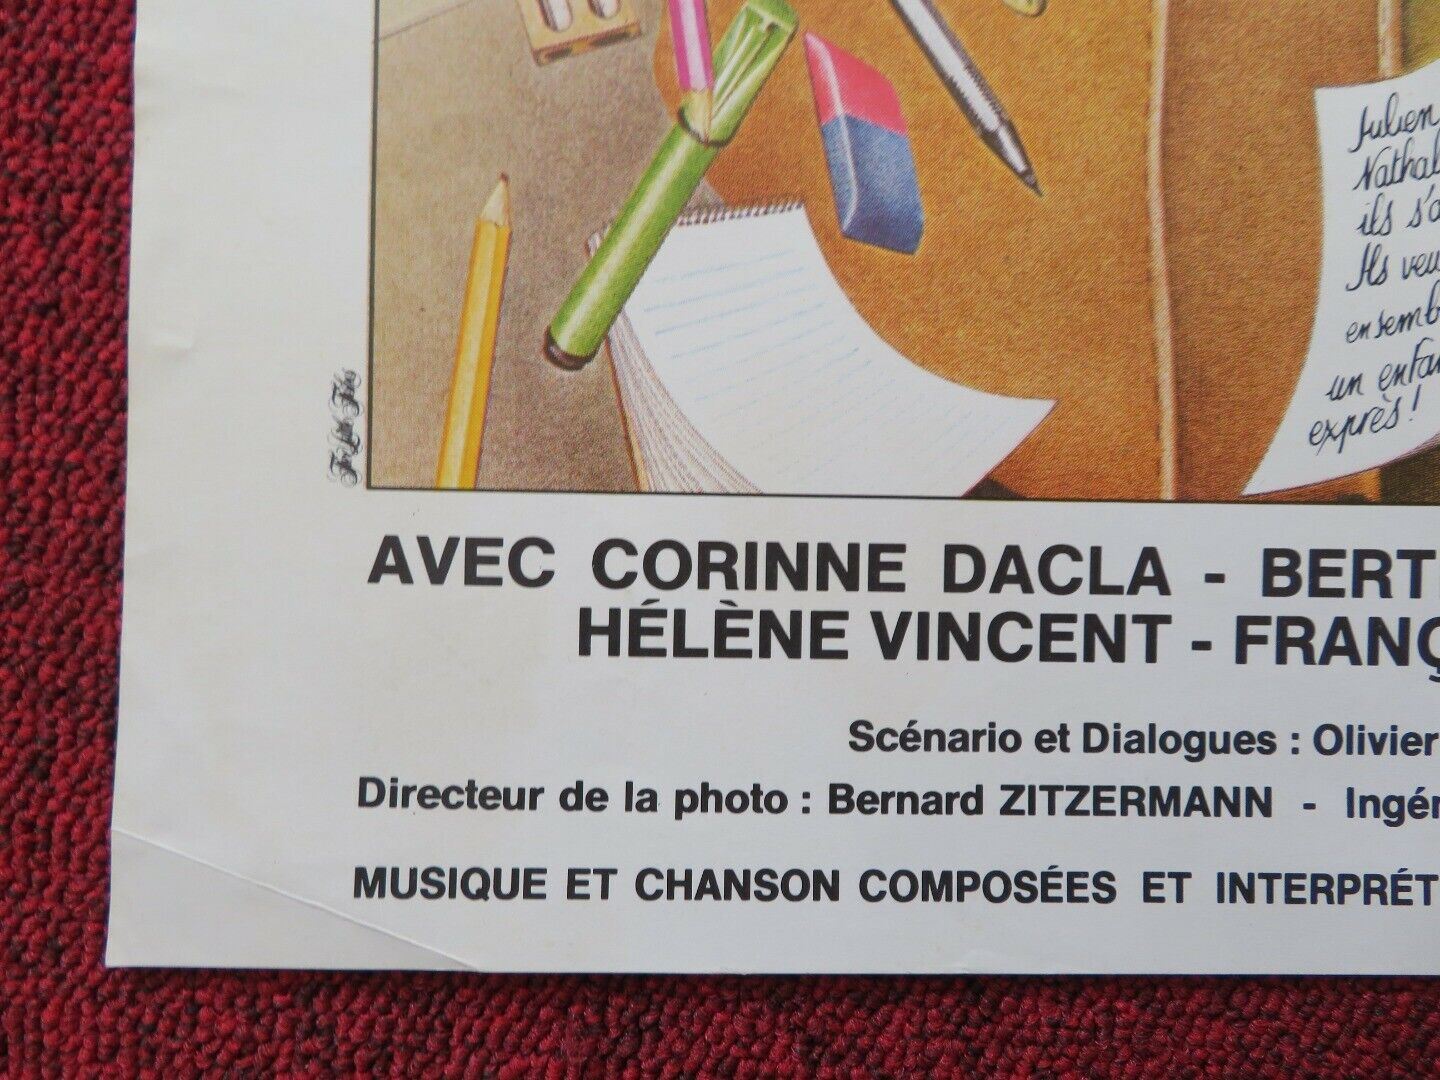 Julien
Nathal
ils s'a
Ils veu
ensemb
un enfan
exprès!
AVEC CORINNE DACLA - BERT
HÉLÈNE VINCENT - FRANÇ
Scénario et Dialogues : Olivier
Directeur de la photo : Bernard ZITZERMANN - Ingén
MUSIQUE ET CHANSON COMPOSÉES ET INTERPRÉT